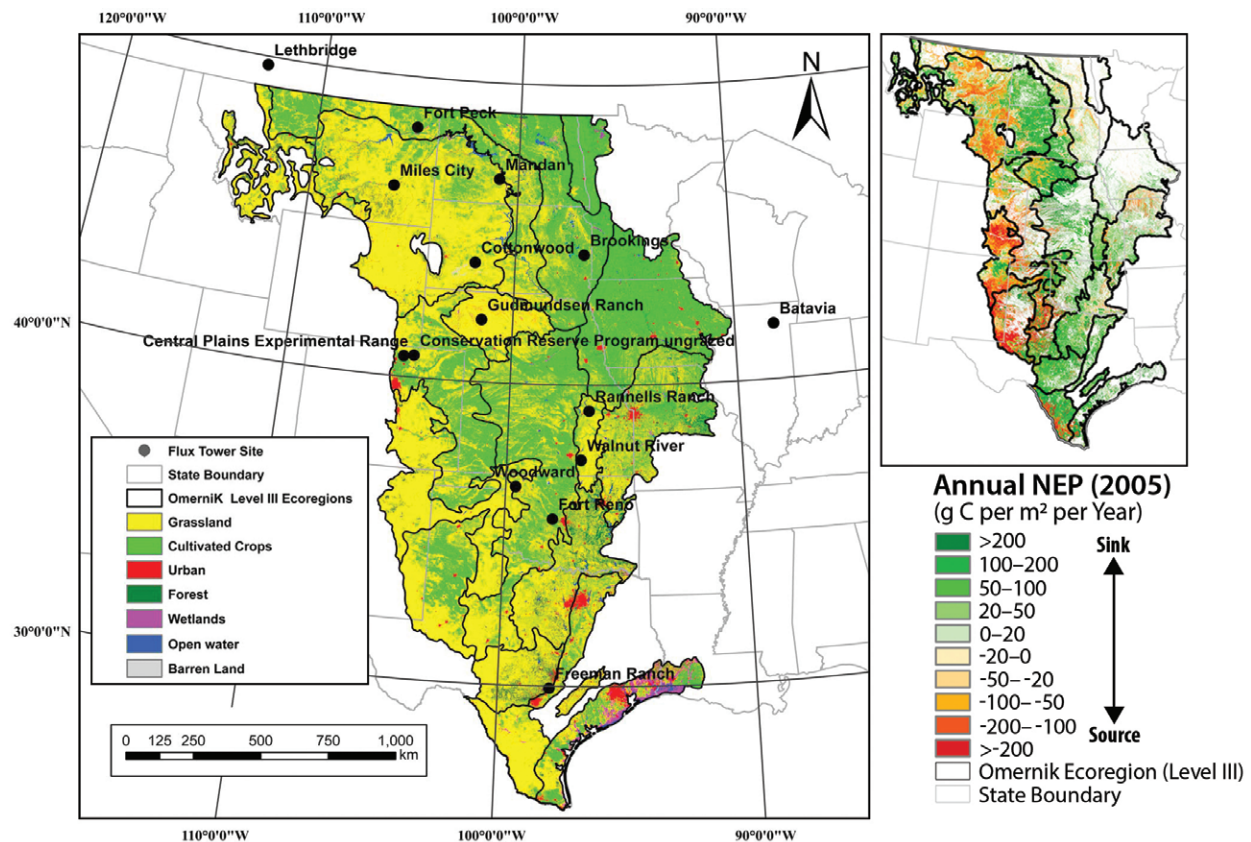 120°0'0"W 110°0'0"W 100°0'0"W 90°0'0"W
Lethbridge
N
Fort Peck
Miles City
Mandan
Cottonwood
Brookings
Gudmundsen Ranch
Batavia
40°0'0"N
Central Plains Experimental Range
Conservation Reserve Program ungrazed
Rannells Ranch
Walnut River
Woodward
Fort Reno
Freeman Ranch
30°0'0"N
Flux Tower Site
State Boundary
OmerniK Level III Ecoregions
Grassland
Cultivated Crops
Urban
Forest
Wetlands
Open water
Barren Land
0 125 250 500 750 1,000
km
110°0'0"W 100°0'0"W 90°0'0"W
Annual NEP (2005)
(g C per m² per Year)
>200
Sink
100–200
50–100
20–50
0–20
-20–0
-50– -20
-100– -50
-200– -100
Source
>-200
Omernik Ecoregion (Level III)
State Boundary